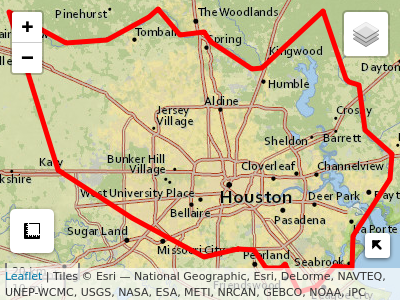 Pinehurst
The Woodlands
+
Tomball
Spring
Kingwood
−
Dayton
Humble
Aldine
Jersey
Village
Crosby
Sheldon
Barrett
Katy
Bunker Hill
Village
Cloverleaf
Channelview
West University Place
Houston
Deer Park
Bellaire
Pasadena
La Porte
Sugar Land
Missouri City
Pearland
Seabrook
Friendswood
Leaflet | Tiles © Esri — National Geographic, Esri, DeLorme, NAVTEQ,
UNEP-WCMC, USGS, NASA, ESA, METI, NRCAN, GEBCO, NOAA, iPC